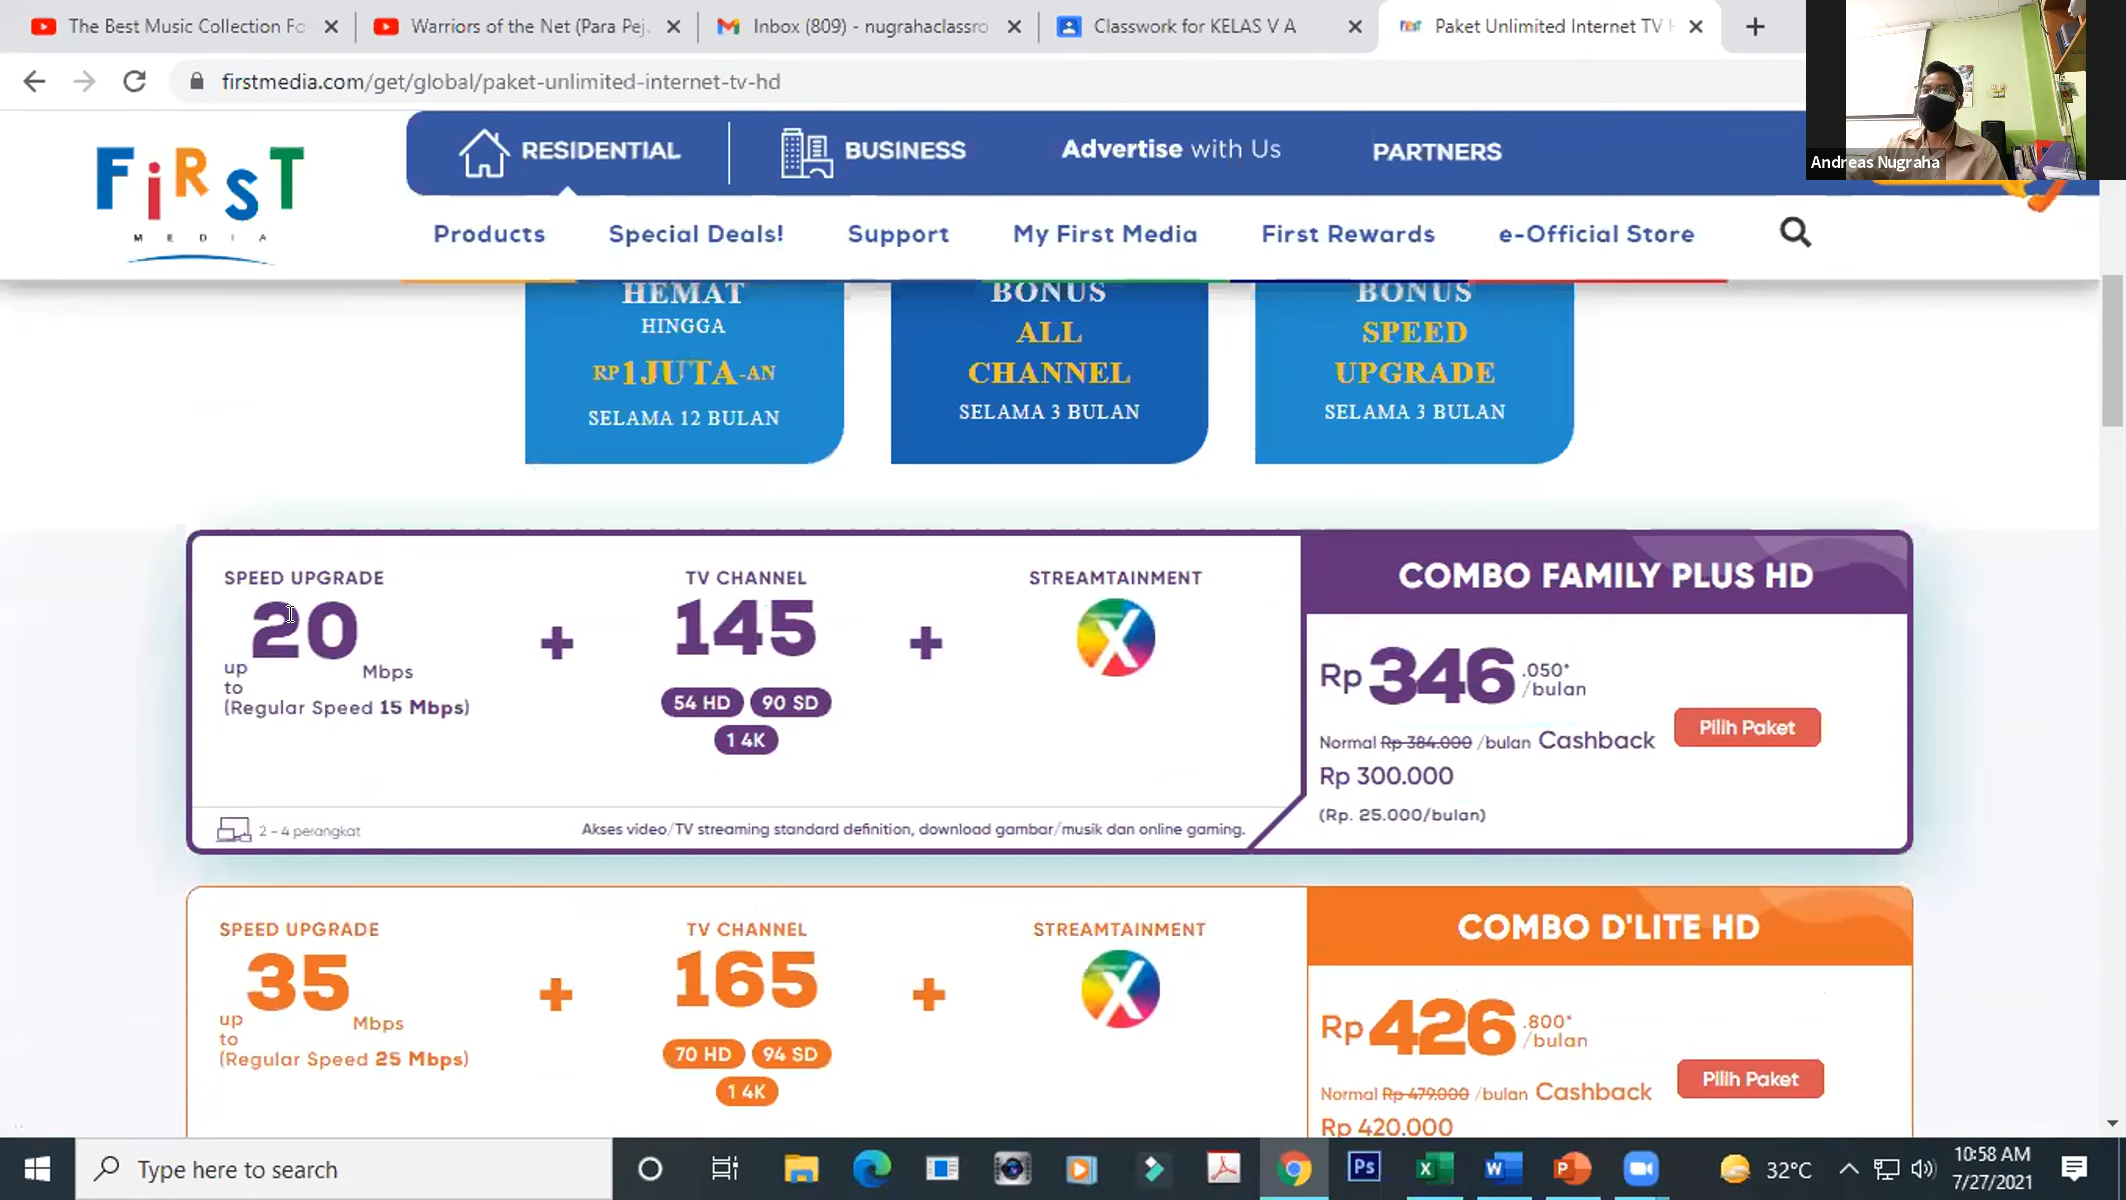 The Best Music Collection Fo
Warriors of the Net (Para Pej
Inbox (809) - nugrahaclassro
Classwork for KELAS V A
Paket Unlimited Internet TV H
firstmedia.com/get/global/paket-unlimited-internet-tv-hd
Andreas Nugraha
FiRST
MEDIA
RESIDENTIAL
BUSINESS
Advertise with Us
PARTNERS
Products
Special Deals!
Support
My First Media
First Rewards
e-Official Store
HEMAT
HINGGA
RP1JUTA-AN
SELAMA 12 BULAN
BONUS
ALL
CHANNEL
SELAMA 3 BULAN
BONUS
SPEED
UPGRADE
SELAMA 3 BULAN
SPEED UPGRADE
up to 20 Mbps
(Regular Speed 15 Mbps)
+
TV CHANNEL
145
54 HD 90 SD
1 4K
+
STREAMTAINMENT
X
COMBO FAMILY PLUS HD
Rp 346.050* /bulan
Normal Rp 384.000 /bulan Cashback
Rp 300.000
(Rp. 25.000/bulan)
Pilih Paket
2 - 4 perangkat
Akses video/TV streaming standard definition, download gambar/musik dan online gaming.
SPEED UPGRADE
up to 35 Mbps
(Regular Speed 25 Mbps)
+
TV CHANNEL
165
70 HD 94 SD
1 4K
+
STREAMTAINMENT
X
COMBO D'LITE HD
Rp 426.800* /bulan
Normal Rp 479.000 /bulan Cashback
Rp 420.000
Pilih Paket
Type here to search
Ps
32°C
10:58 AM
7/27/2021